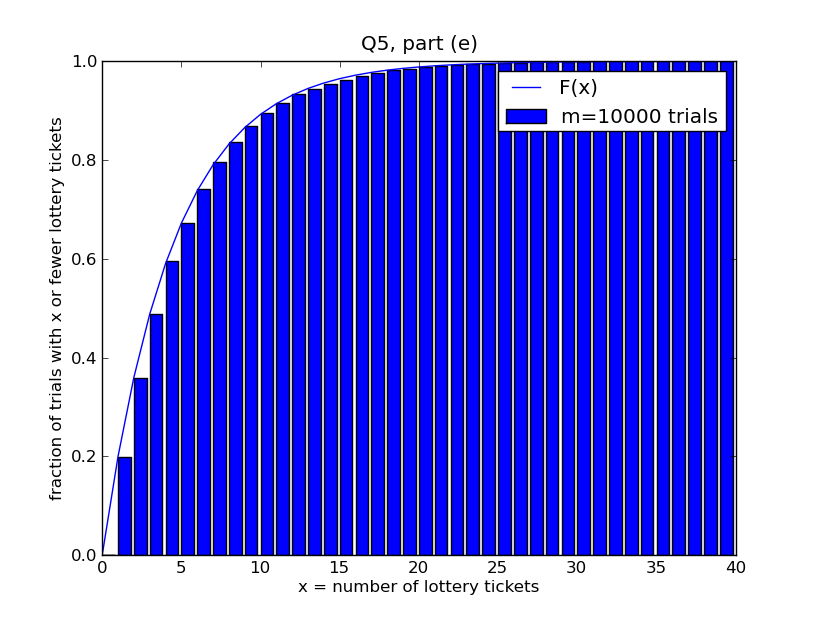 Q5, part (e)
1.0
0.8
0.6
0.4
0.2
0.0
fraction of trials with x or fewer lottery tickets
F(x)
m=10000 trials
0 5 10 15 20 25 30 35 40
x = number of lottery tickets